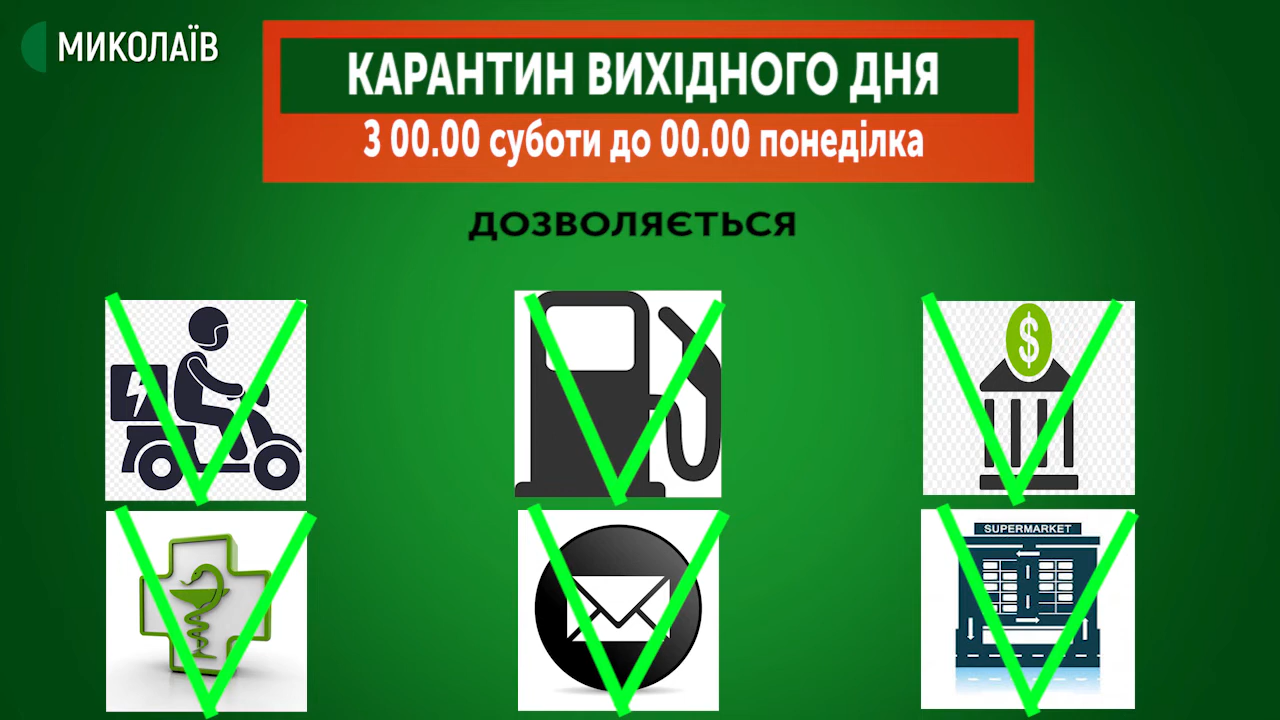 МИКОЛАЇВ
КАРАНТИН ВИХІДНОГО ДНЯ
З 00.00 суботи до 00.00 понеділка
ДОЗВОЛЯЄТЬСЯ
$
SUPERMARKET